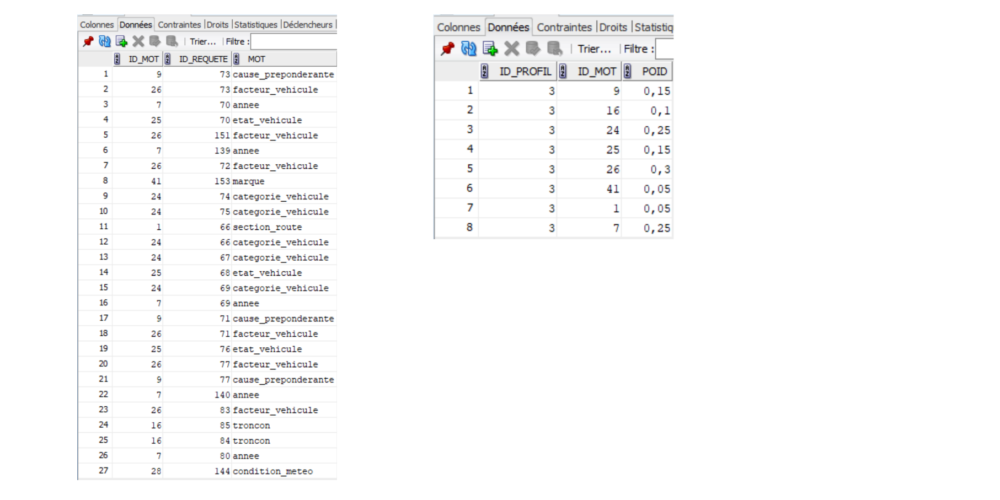 Colonnes Données Contraintes |Droits |Statistiques |Déclencheurs |
Trier... |Filtre :
ID_MOT ID_REQUETE MOT
1 9 73 cause_preponderante
2 26 73 facteur_vehicule
3 7 70 annee
4 25 70 etat_vehicule
5 26 151 facteur_vehicule
6 7 139 annee
7 26 72 facteur_vehicule
8 41 153 marque
9 24 74 categorie_vehicule
10 24 75 categorie_vehicule
11 1 66 section_route
12 24 66 categorie_vehicule
13 24 67 categorie_vehicule
14 25 68 etat_vehicule
15 24 69 categorie_vehicule
16 7 69 annee
17 9 71 cause_preponderante
18 26 71 facteur_vehicule
19 25 76 etat_vehicule
20 26 77 facteur_vehicule
21 9 77 cause_preponderante
22 7 140 annee
23 26 83 facteur_vehicule
24 16 85 troncon
25 16 84 troncon
26 7 80 annee
27 28 144 condition_meteo
Colonnes Données Contraintes |Droits |Statistiq
Trier... |Filtre :
ID_PROFIL ID_MOT POID
1 3 9 0,15
2 3 16 0,1
3 3 24 0,25
4 3 25 0,15
5 3 26 0,3
6 3 41 0,05
7 3 1 0,05
8 3 7 0,25